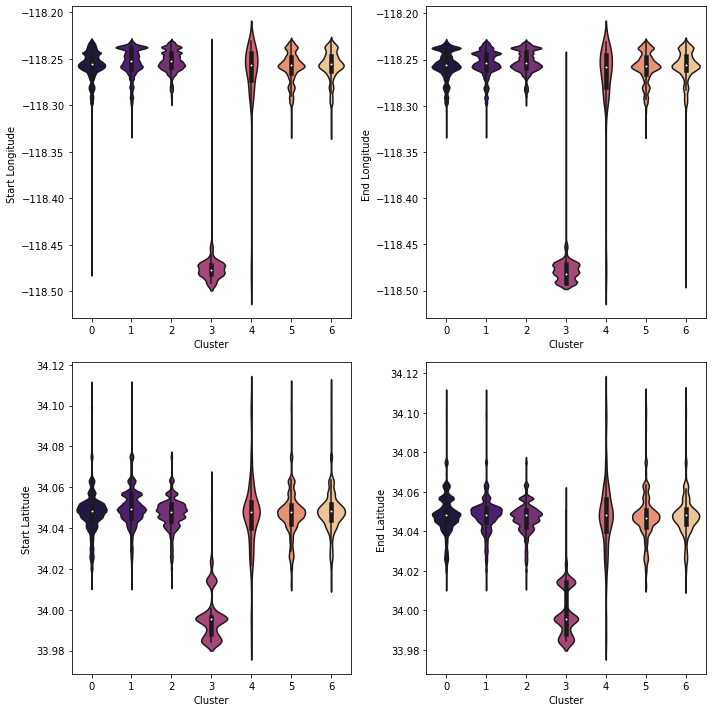 −118.20
−118.25
−118.30
−118.35
−118.40
−118.45
−118.50
Start Longitude
0 1 2 3 4 5 6
Cluster
−118.20
−118.25
−118.30
−118.35
−118.40
−118.45
−118.50
End Longitude
0 1 2 3 4 5 6
Cluster
34.12
34.10
34.08
34.06
34.04
34.02
34.00
33.98
Start Latitude
0 1 2 3 4 5 6
Cluster
34.12
34.10
34.08
34.06
34.04
34.02
34.00
33.98
End Latitude
0 1 2 3 4 5 6
Cluster